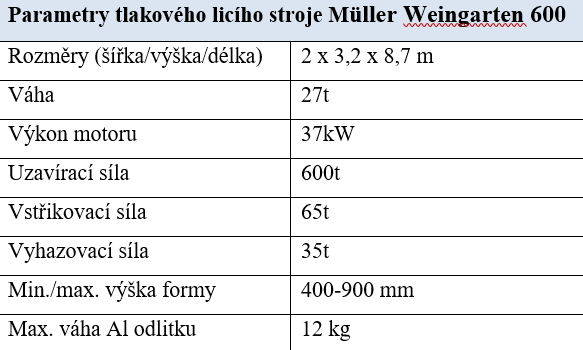 Parametry tlakového licího stroje Müller Weingarten 600
Rozměry (šířka/výška/délka) 2 x 3,2 x 8,7 m
Váha 27t
Výkon motoru 37kW
Uzavírací síla 600t
Vstřikovací síla 65t
Vyhazovací síla 35t
Min./max. výška formy 400-900 mm
Max. váha Al odlitku 12 kg